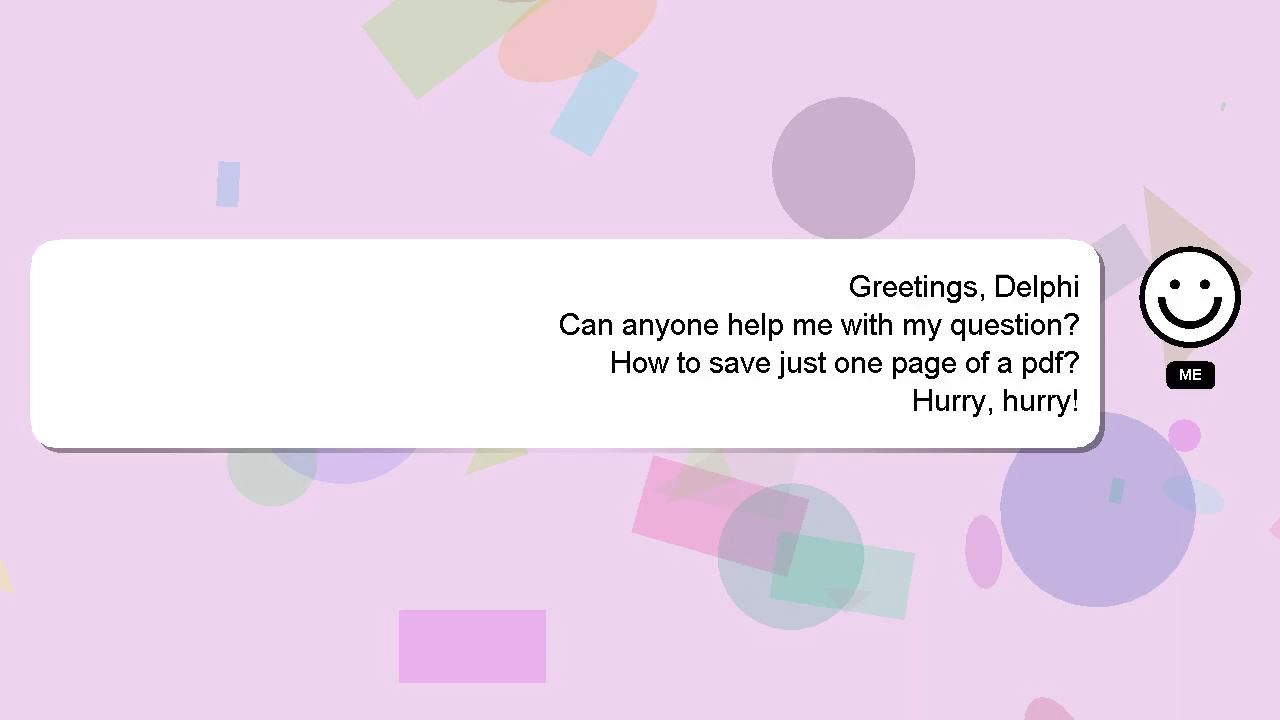 Greetings, Delphi
Can anyone help me with my question?
How to save just one page of a pdf?
Hurry, hurry!
ME